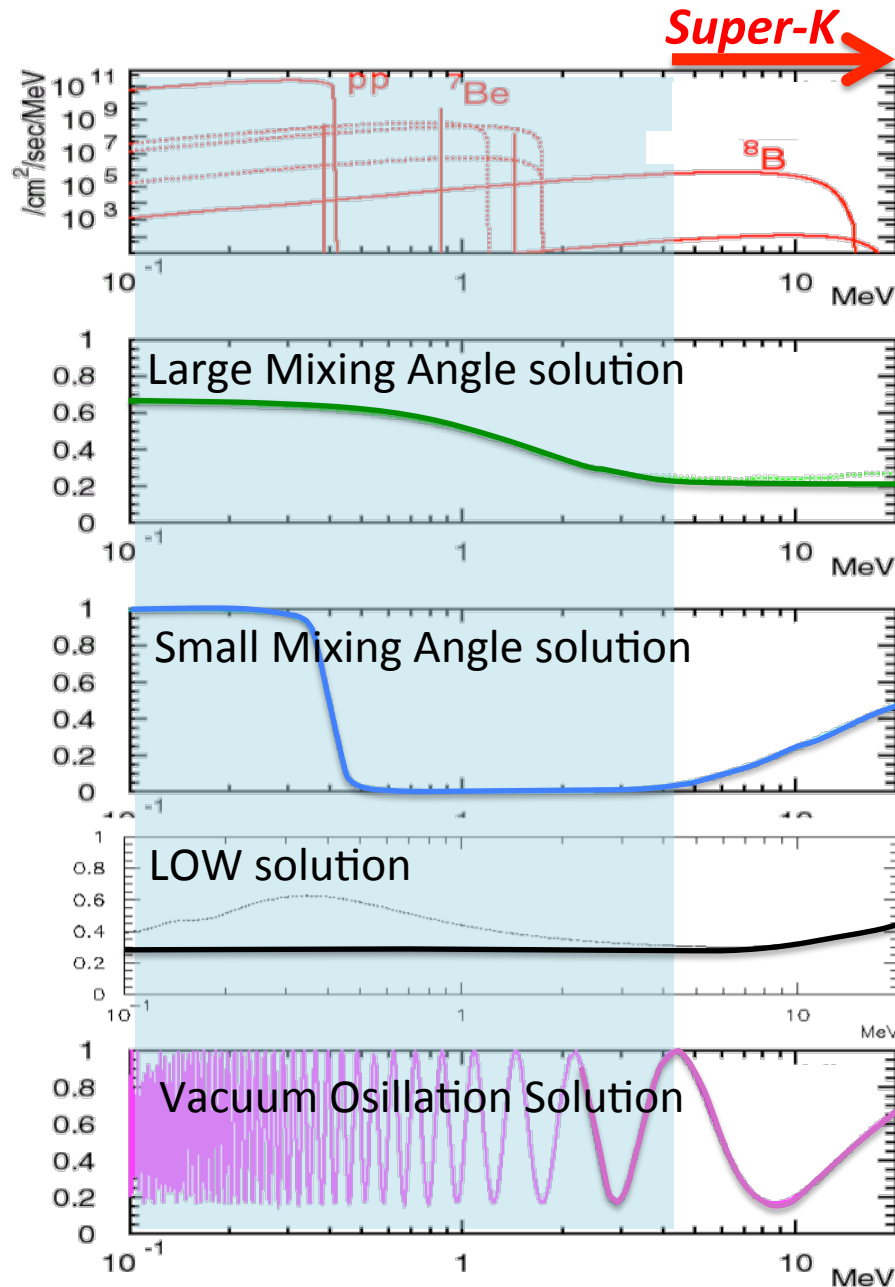 Super-K
/cm²/sec/MeV
10¹¹
10⁹
10⁷
10⁵
10³
pp
⁷Be
⁸B
10⁻¹ 1 10 MeV
Large Mixing Angle solution
1
0.8
0.6
0.4
0.2
0
10⁻¹ 1 10 MeV
Small Mixing Angle solution
1
0.8
0.6
0.4
0.2
0
10⁻¹ 1 10
LOW solution
1
0.8
0.6
0.4
0.2
0
10⁻¹ 1 10 MeV
Vacuum Osillation Solution
1
0.8
0.6
0.4
0.2
0
10⁻¹ 1 10 MeV